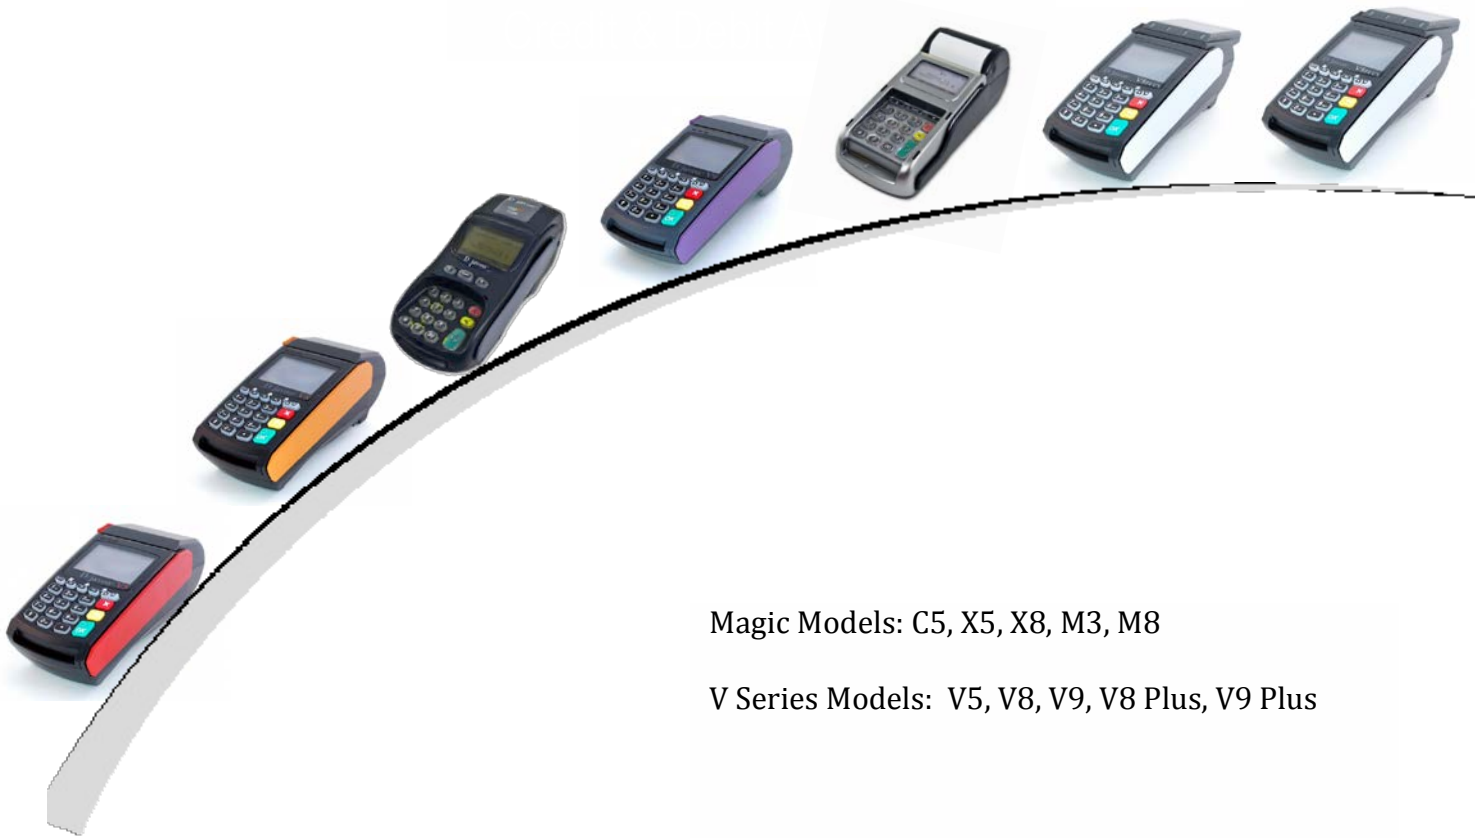 Magic Models: C5, X5, X8, M3, M8
V Series Models: V5, V8, V9, V8 Plus, V9 Plus